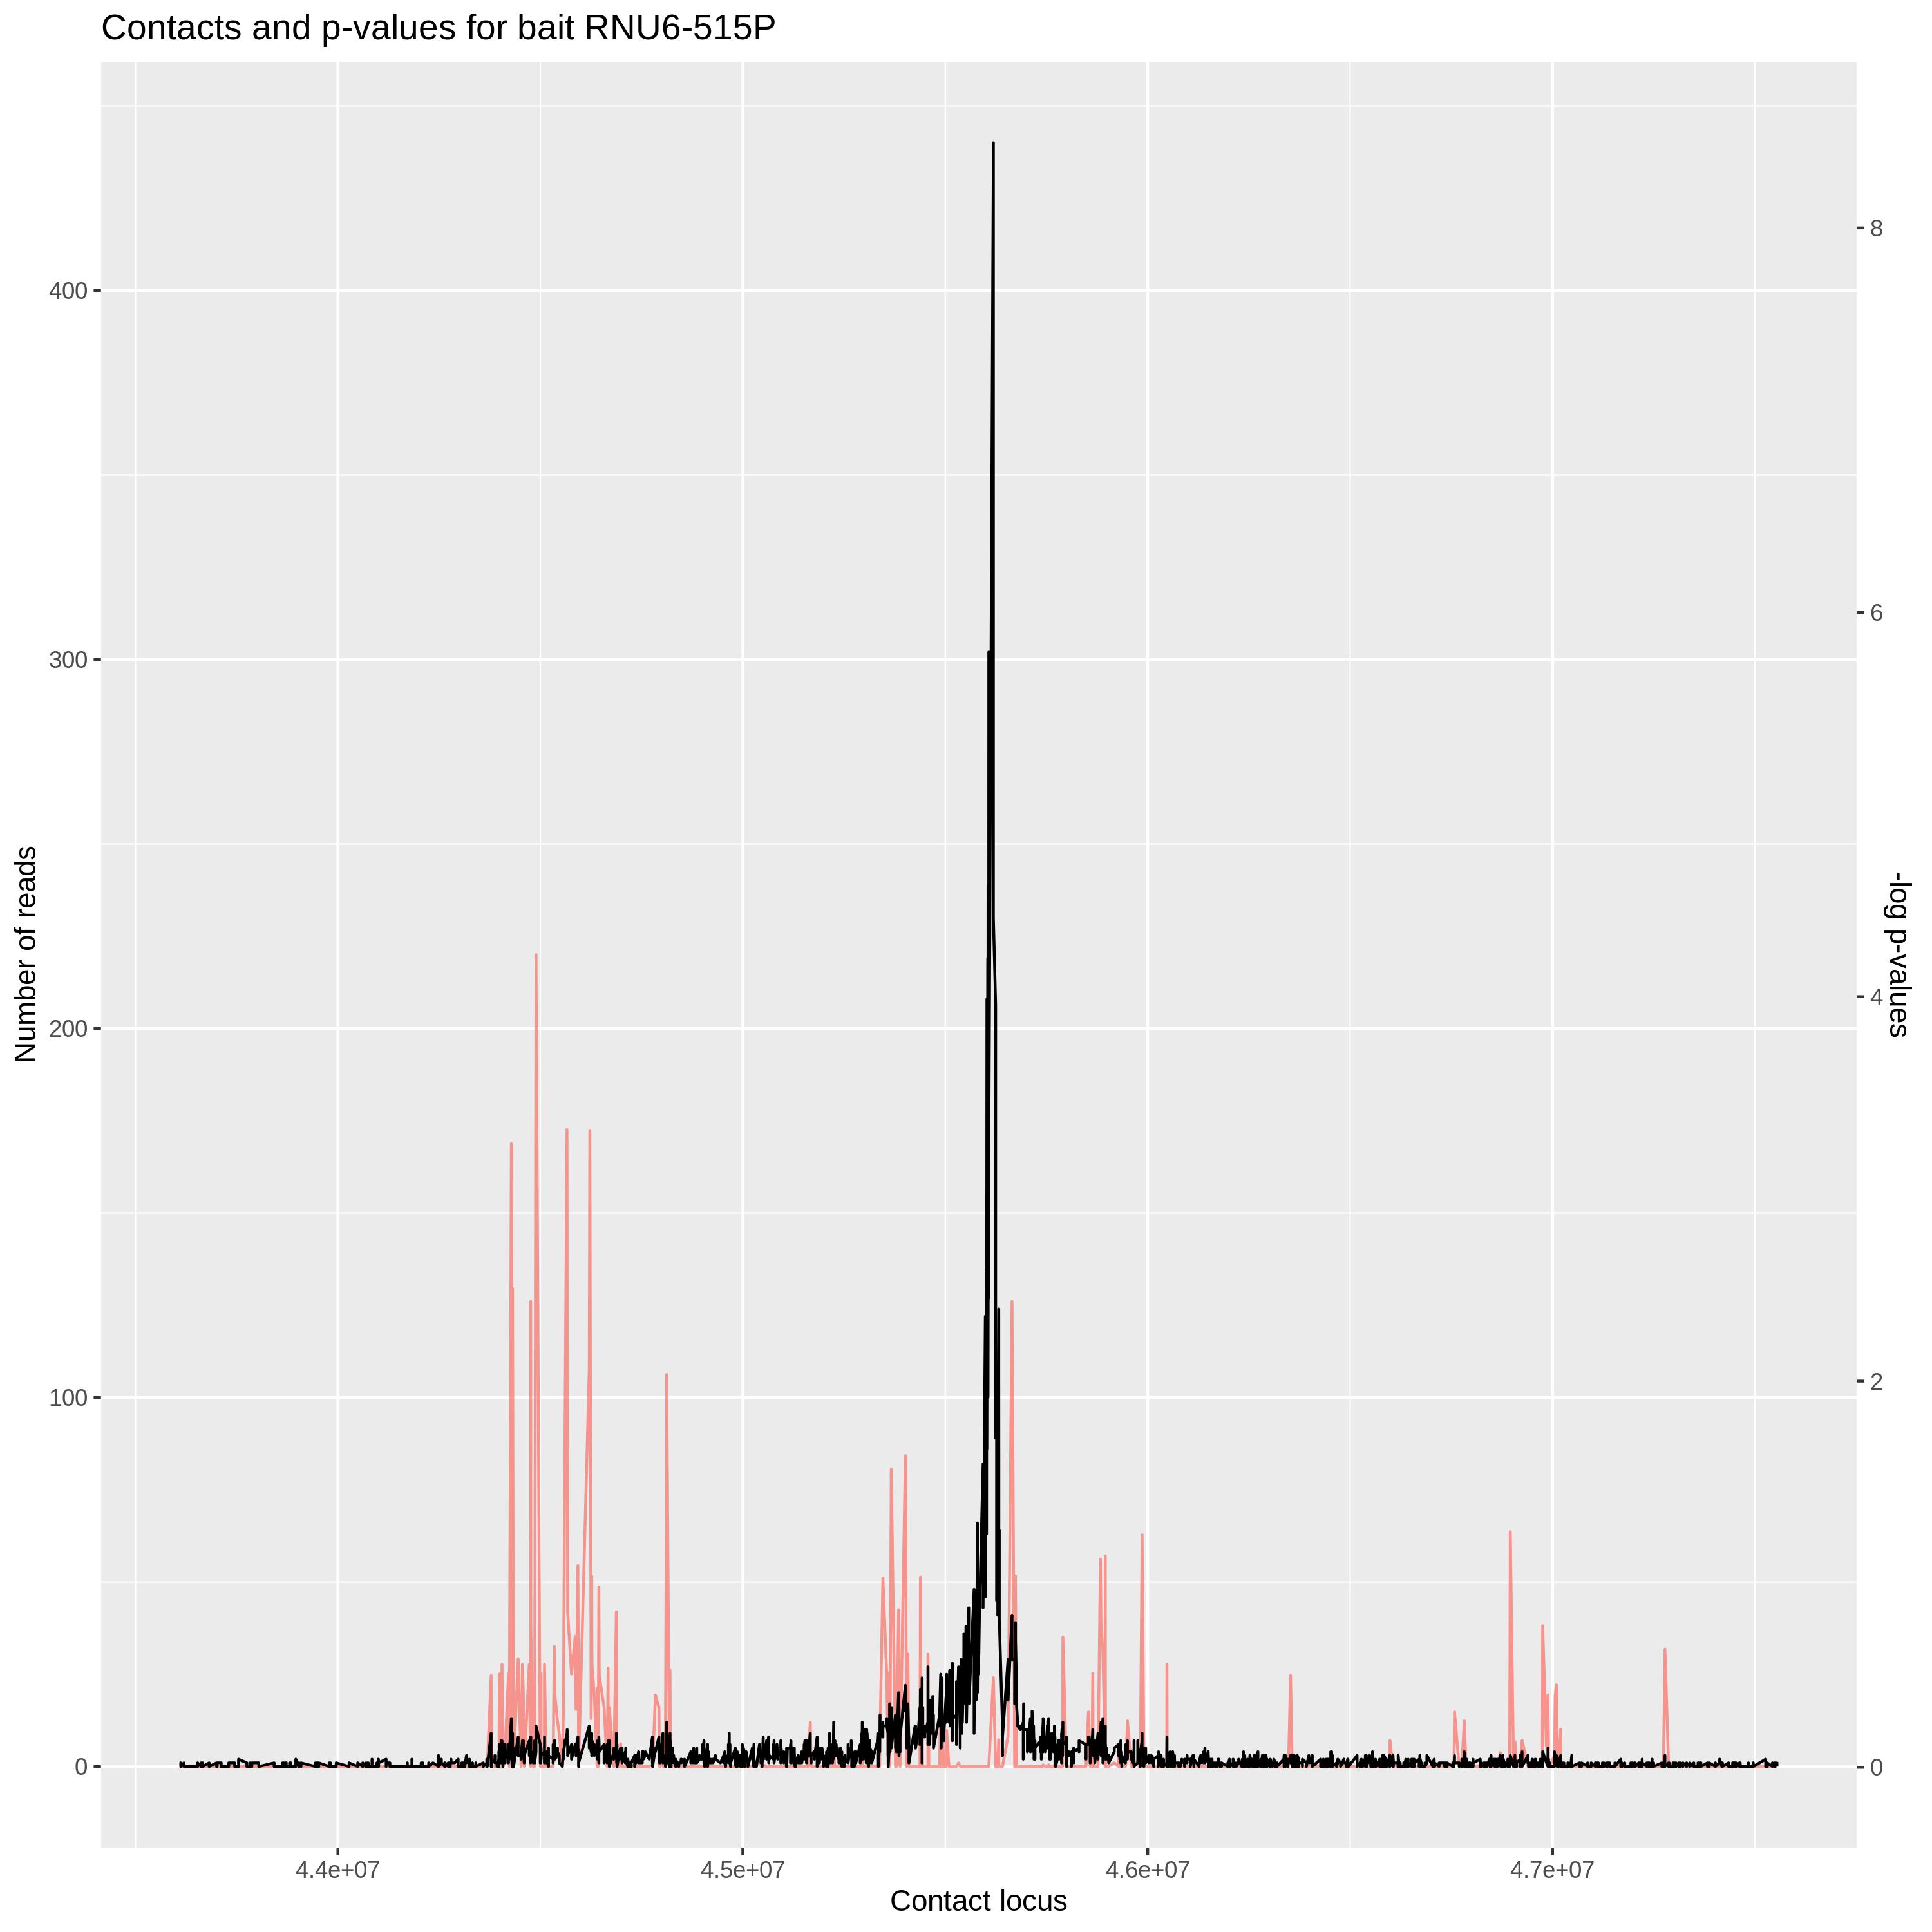 Contacts and p-values for bait RNU6-515P
400
300
200
100
0
Number of reads
8
6
4
2
0
-log p-values
4.4e+07
4.5e+07
4.6e+07
4.7e+07
Contact locus